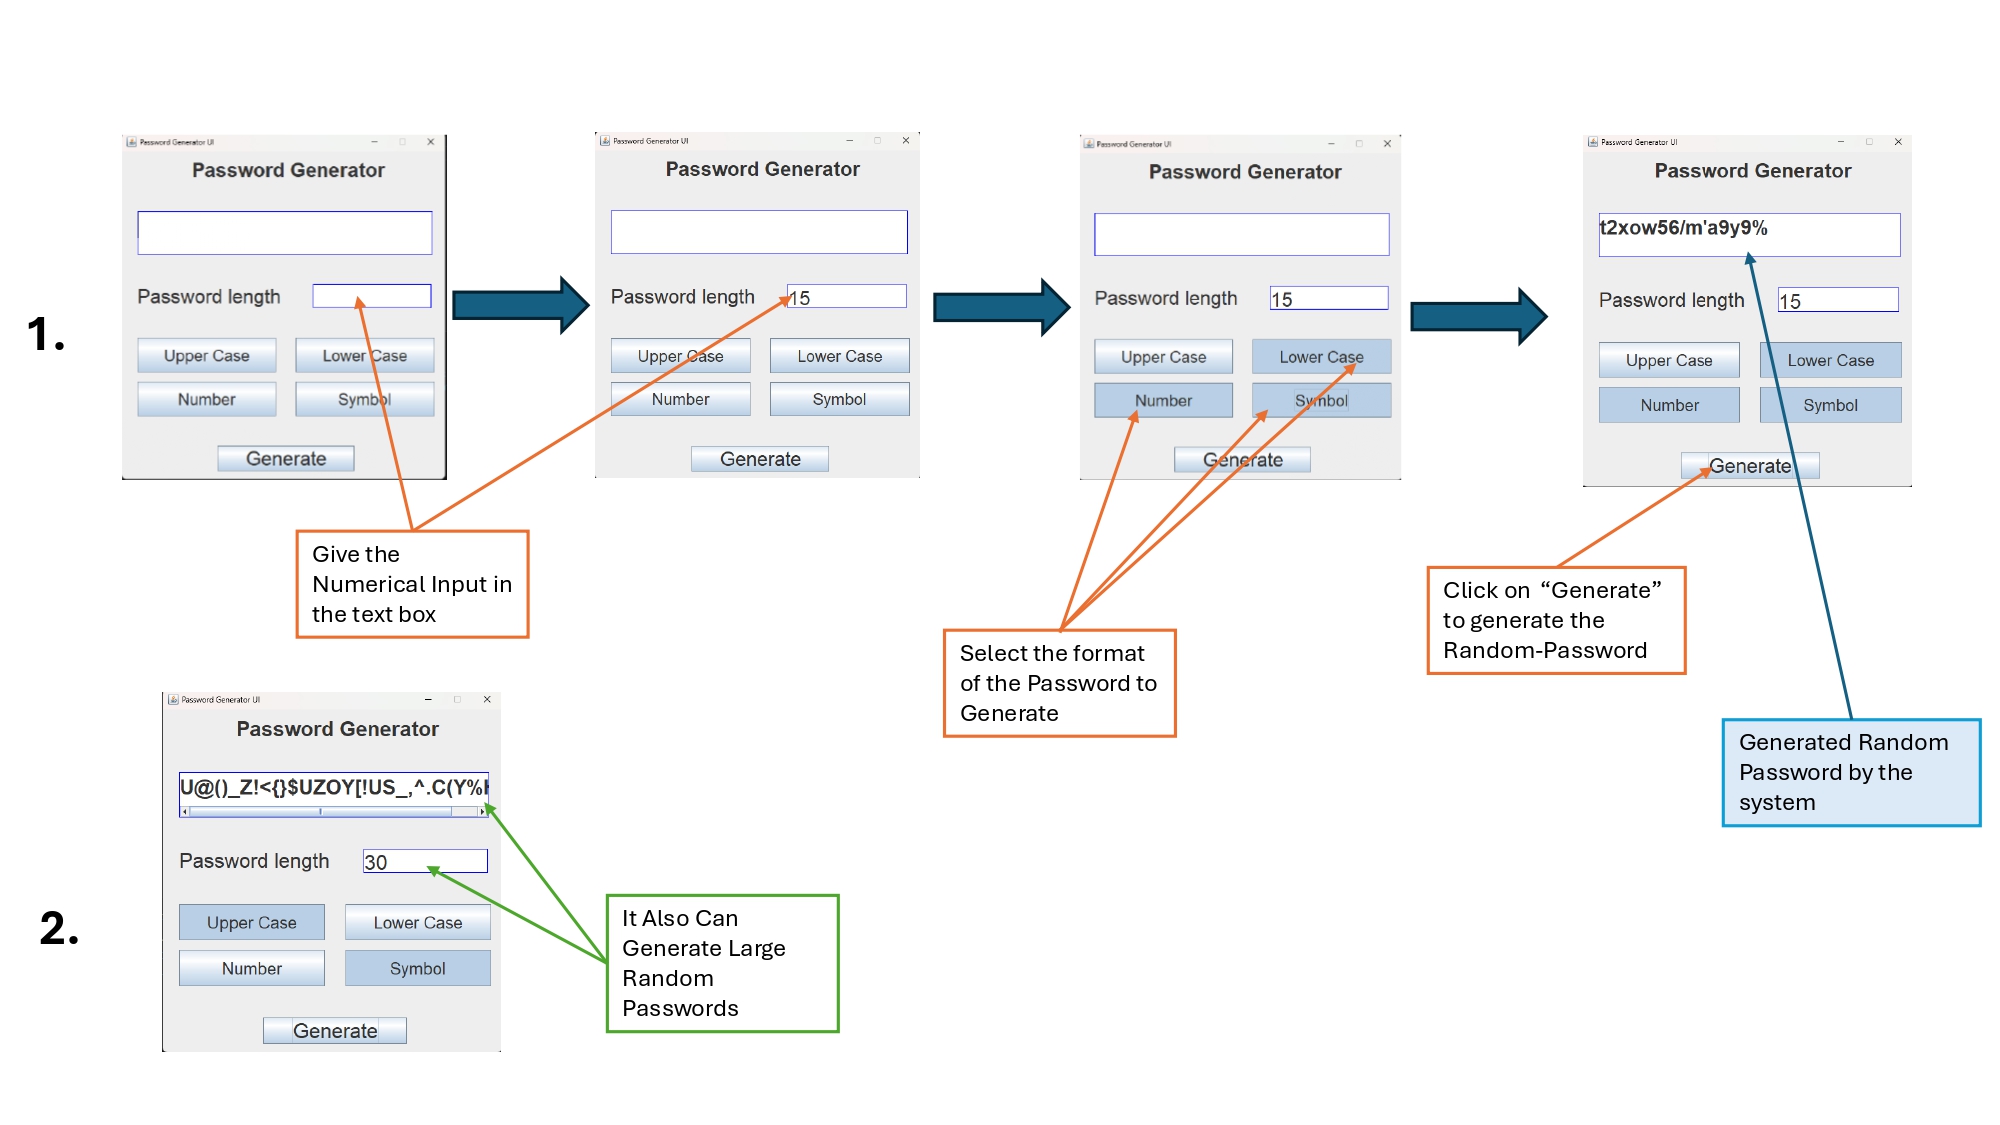 Password Generator UI
Password Generator
Password length
Upper Case
Lower Case
Number
Symbol
Generate
Password Generator UI
Password Generator
Password length
15
Upper Case
Lower Case
Number
Symbol
Generate
Password Generator UI
Password Generator
Password length
15
Upper Case
Lower Case
Number
Symbol
Generate
Password Generator UI
Password Generator
t2xow56/m'a9y9%
Password length
15
Upper Case
Lower Case
Number
Symbol
Generate
1.
Give the
Numerical Input in
the text box
Select the format
of the Password to
Generate
Click on “Generate”
to generate the
Random-Password
Generated Random
Password by the
system
2.
Password Generator UI
Password Generator
U@()_Z!<{}$UZOY[!US_,^.C(Y%
Password length
30
Upper Case
Lower Case
Number
Symbol
Generate
It Also Can
Generate Large
Random
Passwords